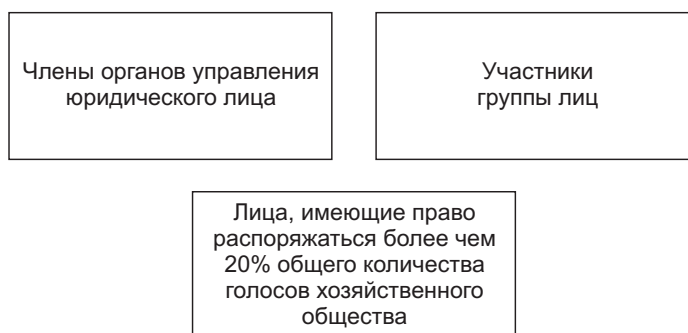 Члены органов управления
юридического лица
Участники
группы лиц
Лица, имеющие право
распоряжаться более чем
20% общего количества
голосов хозяйственного
общества